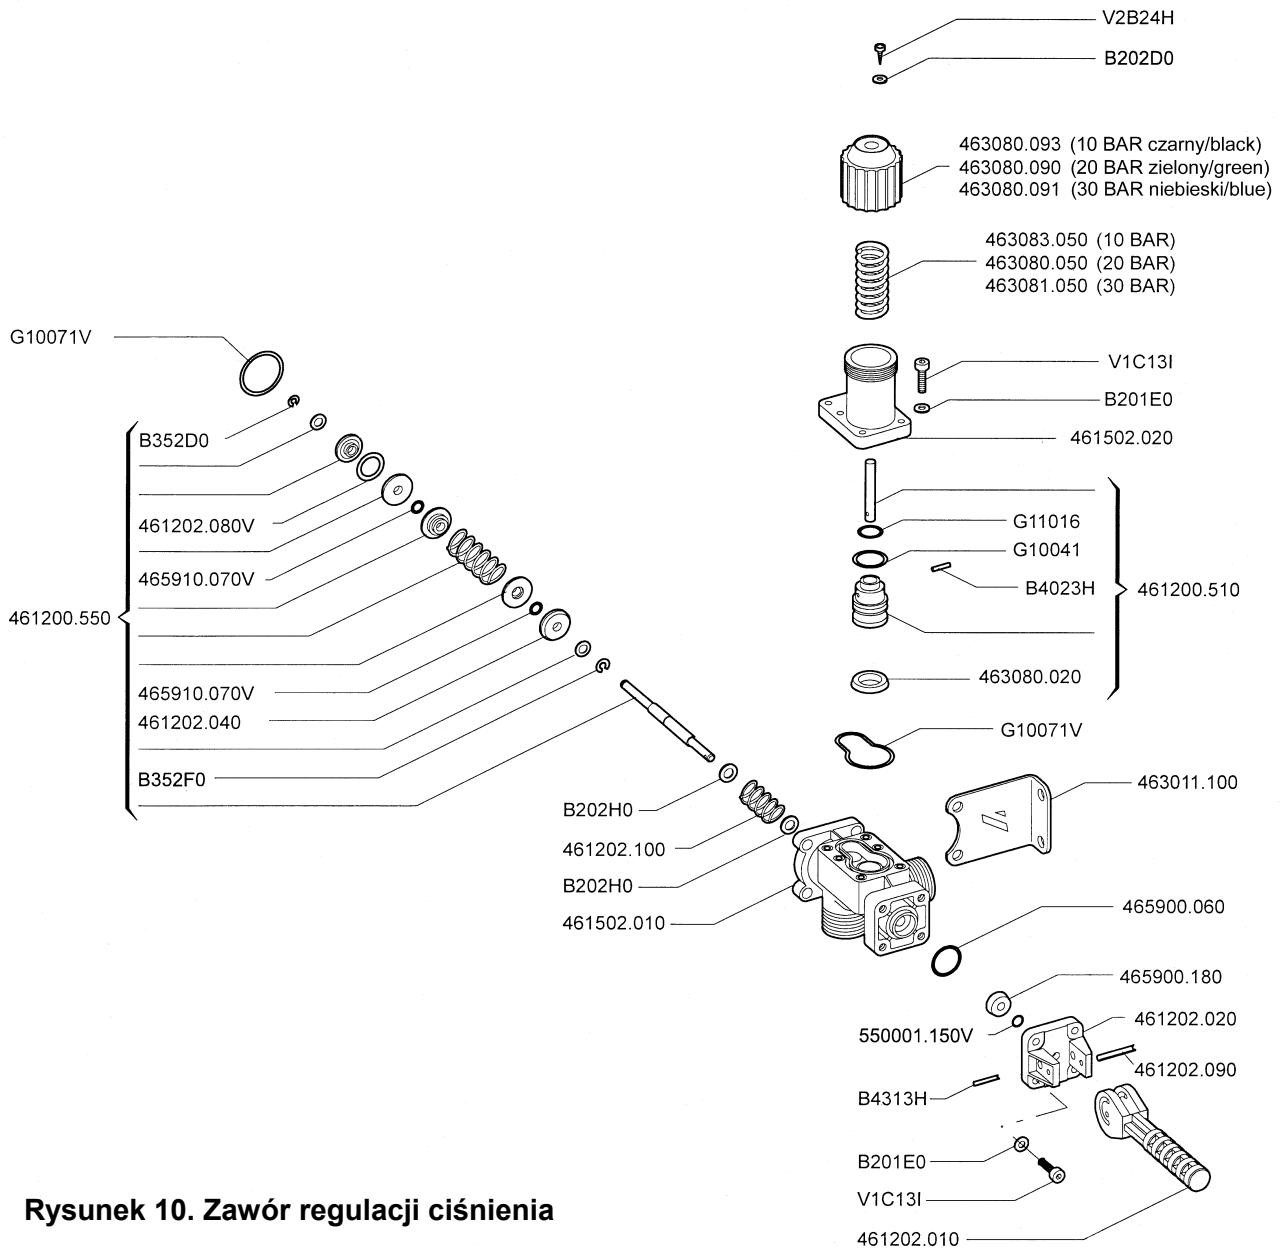 V2B24H
B202D0
463080.093 (10 BAR czarny/black)
463080.090 (20 BAR zielony/green)
463080.091 (30 BAR niebieski/blue)
463083.050 (10 BAR)
463080.050 (20 BAR)
463081.050 (30 BAR)
G10071V
V1C13I
B201E0
B352D0
461502.020
461202.080V
G11016
G10041
465910.070V
B4023H
461200.510
461200.550
463080.020
465910.070V
461202.040
G10071V
B352F0
463011.100
B202H0
461202.100
B202H0
461502.010
465900.060
465900.180
461202.020
550001.150V
461202.090
B4313H
B201E0
V1C13I
Rysunek 10. Zawór regulacji ciśnienia
461202.010